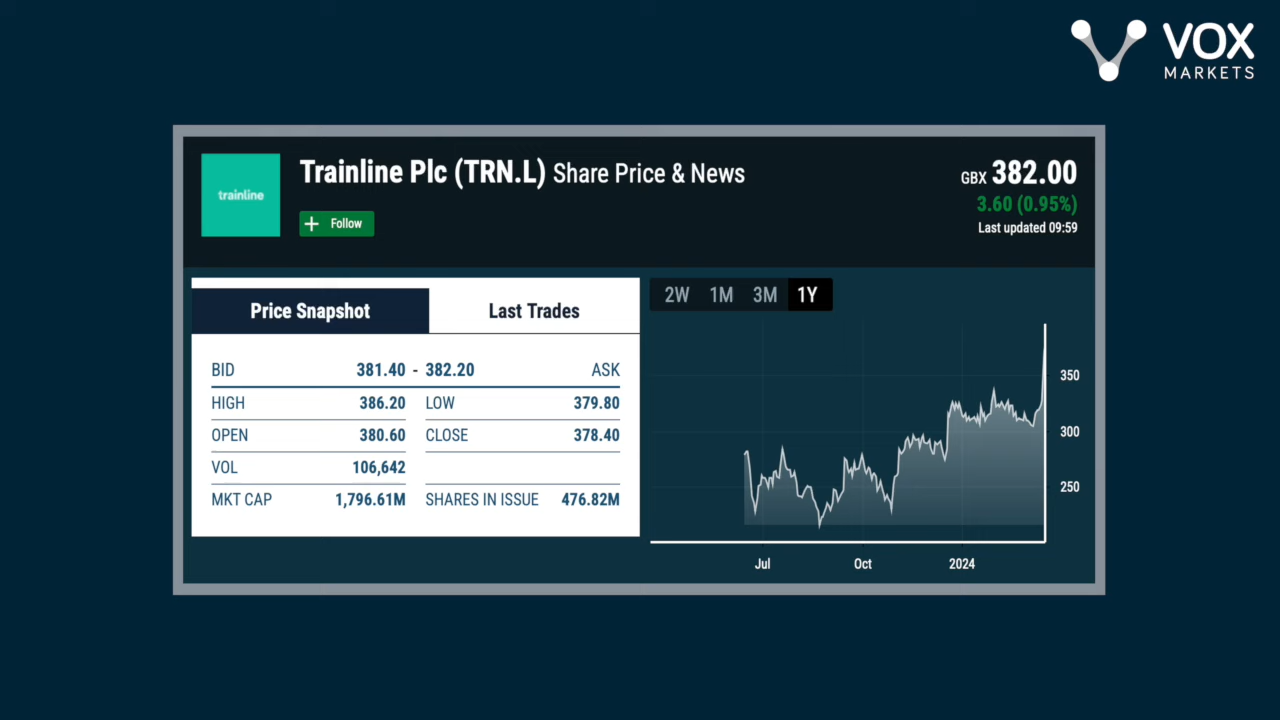 VOX
MARKETS
trainline
Trainline Plc (TRN.L) Share Price & News
+ Follow
GBX 382.00
3.60 (0.95%)
Last updated 09:59
Price Snapshot
Last Trades
BID 381.40 - 382.20 ASK
HIGH 386.20 LOW 379.80
OPEN 380.60 CLOSE 378.40
VOL 106,642
MKT CAP 1,796.61M SHARES IN ISSUE 476.82M
2W 1M 3M 1Y
350
300
250
Jul Oct 2024